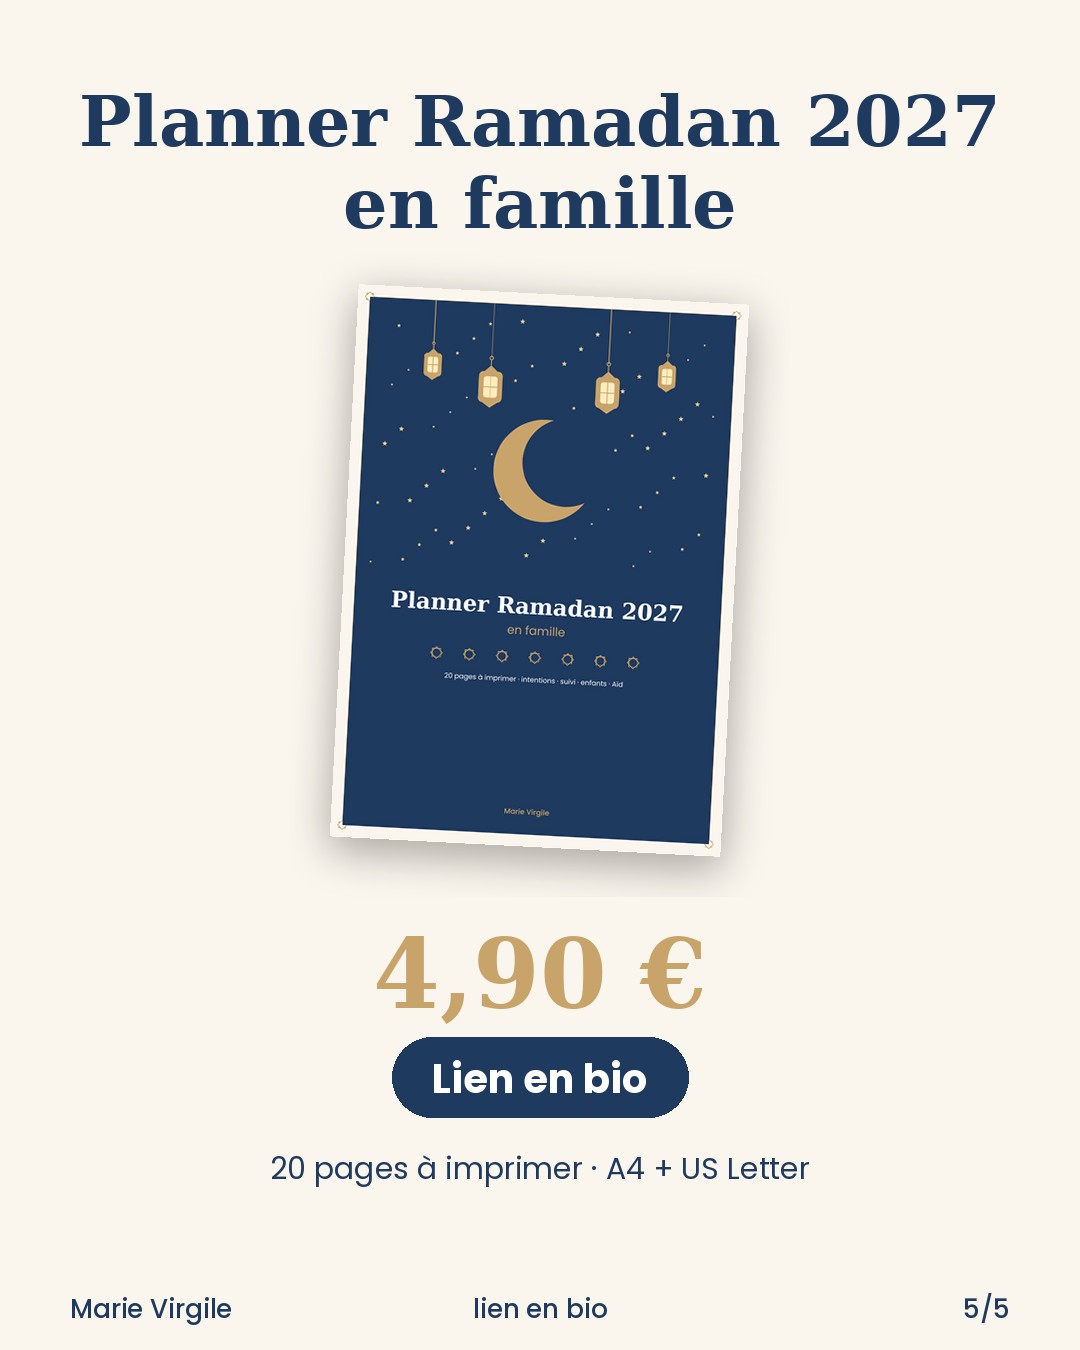 Planner Ramadan 2027
en famille
Planner Ramadan 2027
en famille
20 pages à imprimer · intentions · suivi · enfants · Aïd
Marie Virgile
4,90 €
Lien en bio
20 pages à imprimer · A4 + US Letter
Marie Virgile
lien en bio
5/5